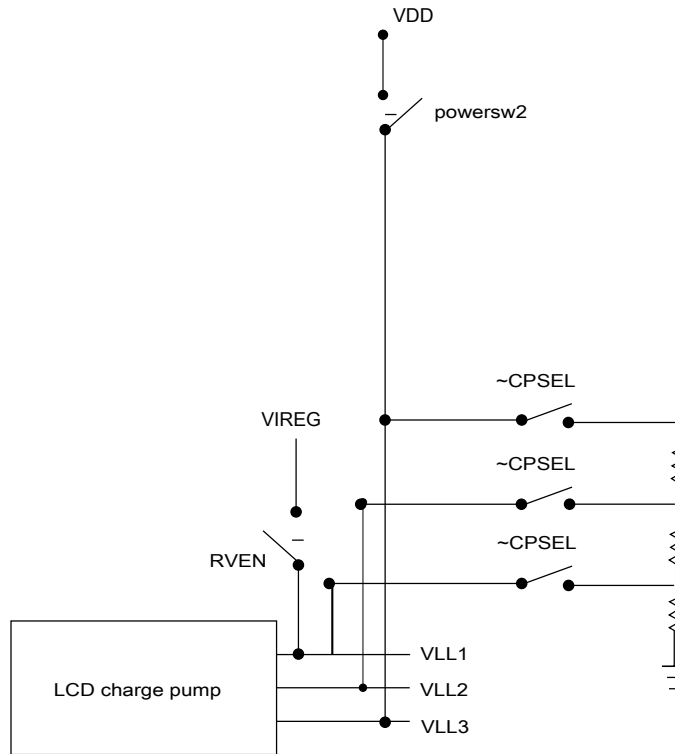 VDD
powersw2
~CPSEL
VIREG
~CPSEL
~CPSEL
RVEN
VLL1
LCD charge pump
VLL2
VLL3